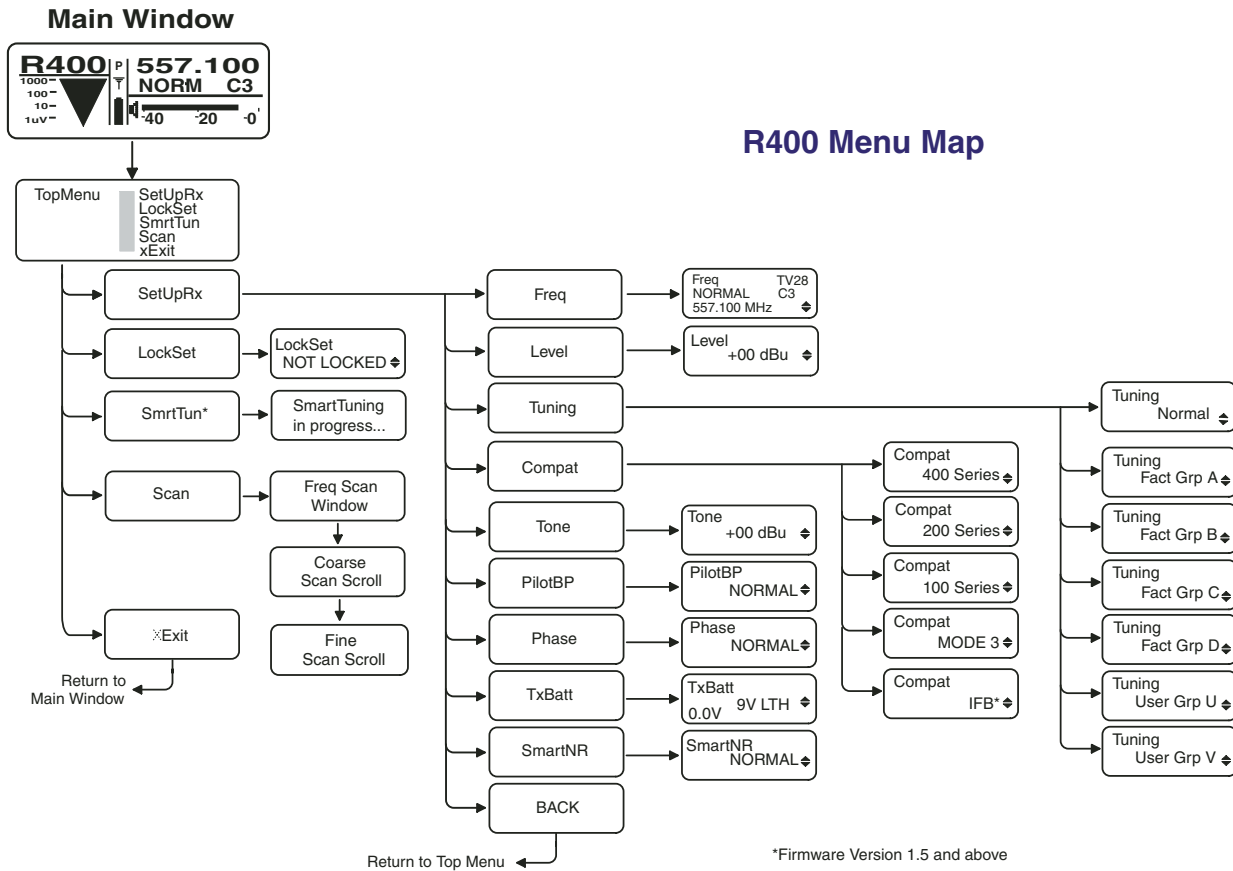 Main Window
R400 P 557.100
NORM C3
1000
100
10
1uV
-40 -20 -0
R400 Menu Map
TopMenu
SetUpRx
LockSet
SmrtTun
Scan
xExit
SetUpRx
LockSet
LockSet
NOT LOCKED
SmrtTun*
SmartTuning
in progress...
Scan
Freq Scan
Window
Coarse
Scan Scroll
Fine
Scan Scroll
xExit
Return to
Main Window
Freq
Freq TV28
NORMAL C3
557.100 MHz
Level
Level
+00 dBu
Tuning
Tuning
Normal
Tuning
Fact Grp A
Tuning
Fact Grp B
Tuning
Fact Grp C
Tuning
Fact Grp D
Tuning
User Grp U
Tuning
User Grp V
Compat
Compat
400 Series
Compat
200 Series
Compat
100 Series
Compat
MODE 3
Compat
IFB*
Tone
Tone
+00 dBu
PilotBP
PilotBP
NORMAL
Phase
Phase
NORMAL
TxBatt
TxBatt
9V LTH
0.0V
SmartNR
SmartNR
NORMAL
BACK
Return to Top Menu
*Firmware Version 1.5 and above